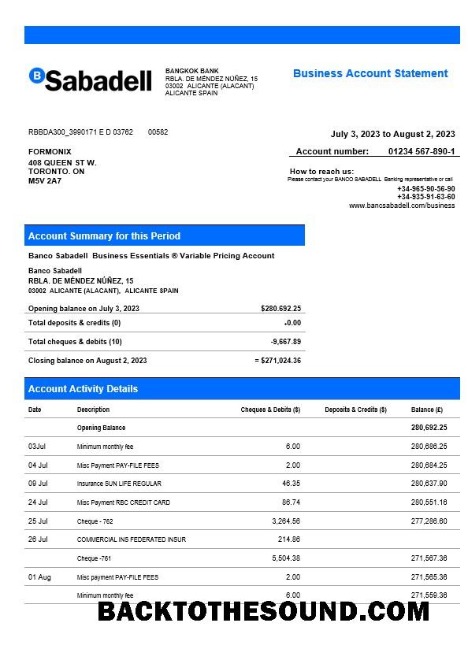 BSabadell
BANGKOK BANK
RBLA. DE MÉNDEZ NÚÑEZ, 15
03002 ALICANTE (ALACANT)
ALICANTE SPAIN
Business Account Statement
RBBDA300_3990171 E D 03762 00582
July 3, 2023 to August 2, 2023
FORMONIX
408 QUEEN ST W.
TORONTO. ON
M5V 2A7
Account number: 01234 567-890-1
How to reach us:
Please contact your BANCO SABADELL Banking representative or call
+34-965-90-56-90
+34-935-91-63-60
www.bancsabadell.com/business
Account Summary for this Period
Banco Sabadell Business Essentials ® Variable Pricing Account
Banco Sabadell
RBLA. DE MÉNDEZ NÚÑEZ, 15
03002 ALICANTE (ALACANT), ALICANTE SPAIN
Opening balance on July 3, 2023 $280.692.25
Total deposits & credits (0) .0.00
Total cheques & debits (10) -9,667.89
Closing balance on August 2, 2023 = $271,024.36
Account Activity Details
Date Description Cheques & Debits ($) Deposits & Credits ($) Balance (£)
Opening Balance 280,692.25
03Jul Minimum monthly fee 6.00 280,686.25
04 Jul Misc Payment PAY-FILE FEES 2.00 280,684.25
09 Jul Insurance SUN LIFE REGULAR 46.35 280,637.90
24 Jul Misc Payment RBC CREDIT CARD 86.74 280,551.16
25 Jul Cheque - 762 3,264.56 277,286.60
26 Jul COMMERCIAL INS FEDERATED INSUR 214.86
Cheque -761 5,504.38 271,567.36
01 Aug Misc payment PAY-FILE FEES 2.00 271,565.36
Minimum monthly fee 6.00 271,559.36
BACKTOTHESOUND.COM